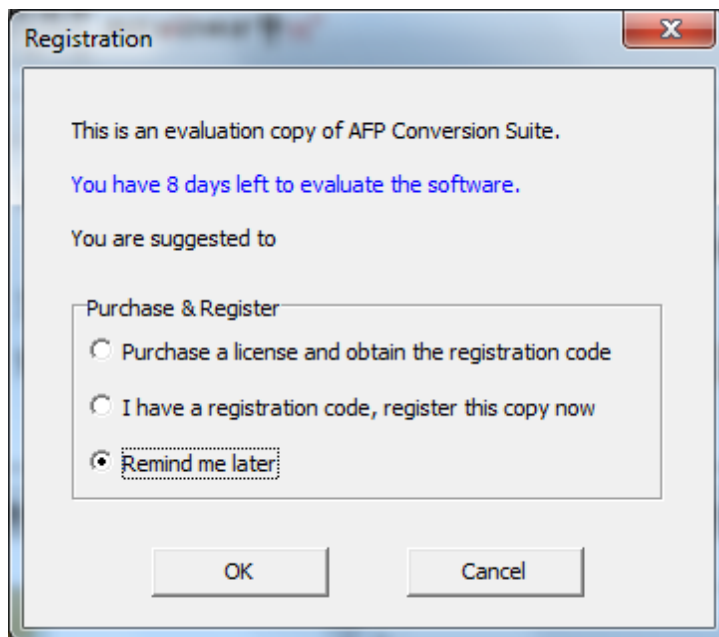 Registration
This is an evaluation copy of AFP Conversion Suite.
You have 8 days left to evaluate the software.
You are suggested to
Purchase & Register
Purchase a license and obtain the registration code
I have a registration code, register this copy now
Remind me later
OK Cancel